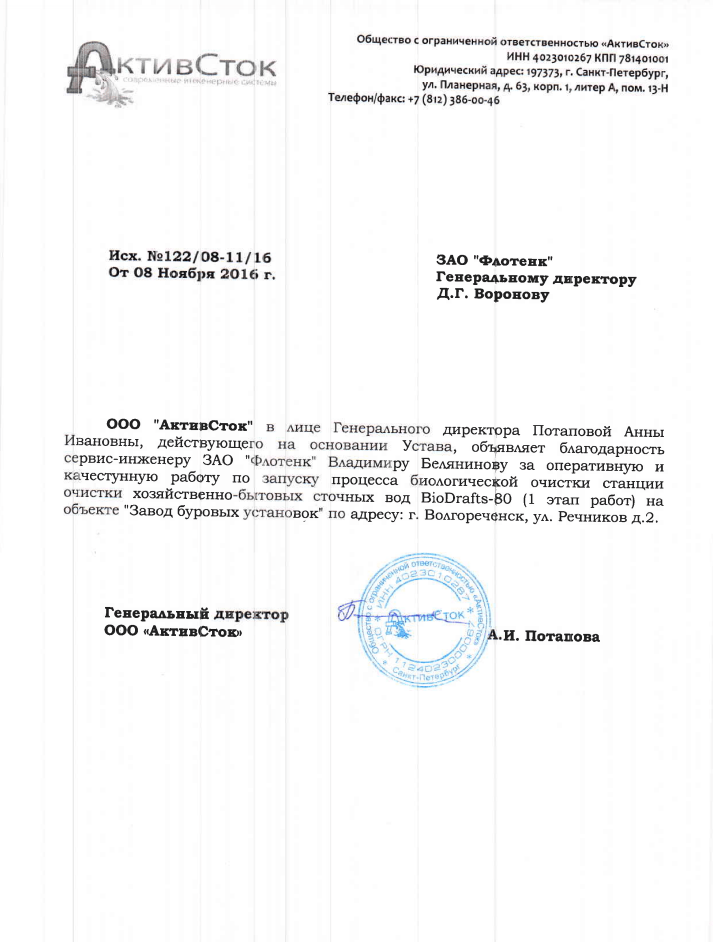 АктивСток
современные инженерные системы
Общество с ограниченной ответственностью «АктивСток»
ИНН 4023010267 КПП 781401001
Юридический адрес: 197373, г. Санкт-Петербург,
ул. Планерная, д. 63, корп. 1, литер А, пом. 13-Н
Телефон/факс: +7 (812) 386-00-46
Исх. №122/08-11/16
От 08 Ноября 2016 г.
ЗАО "Флотенк"
Генеральному директору
Д.Г. Воронову
ООО "АктивСток" в лице Генерального директора Потаповой Анны
Ивановны, действующего на основании Устава, объявляет благодарность
сервис-инженеру ЗАО "Флотенк" Владимиру Белянинову за оперативную и
качестунную работу по запуску процесса биологической очистки станции
очистки хозяйственно-бытовых сточных вод BioDrafts-80 (1 этап работ) на
объекте "Завод буровых установок" по адресу: г. Волгореченск, ул. Речников д.2.
Генеральный директор
ООО «АктивСток»
А.И. Потапова
Общество с ограниченной ответственностью «АктивСток»
ИНН 4023010267
АктивСток
ОГРН
Санкт-Петербург